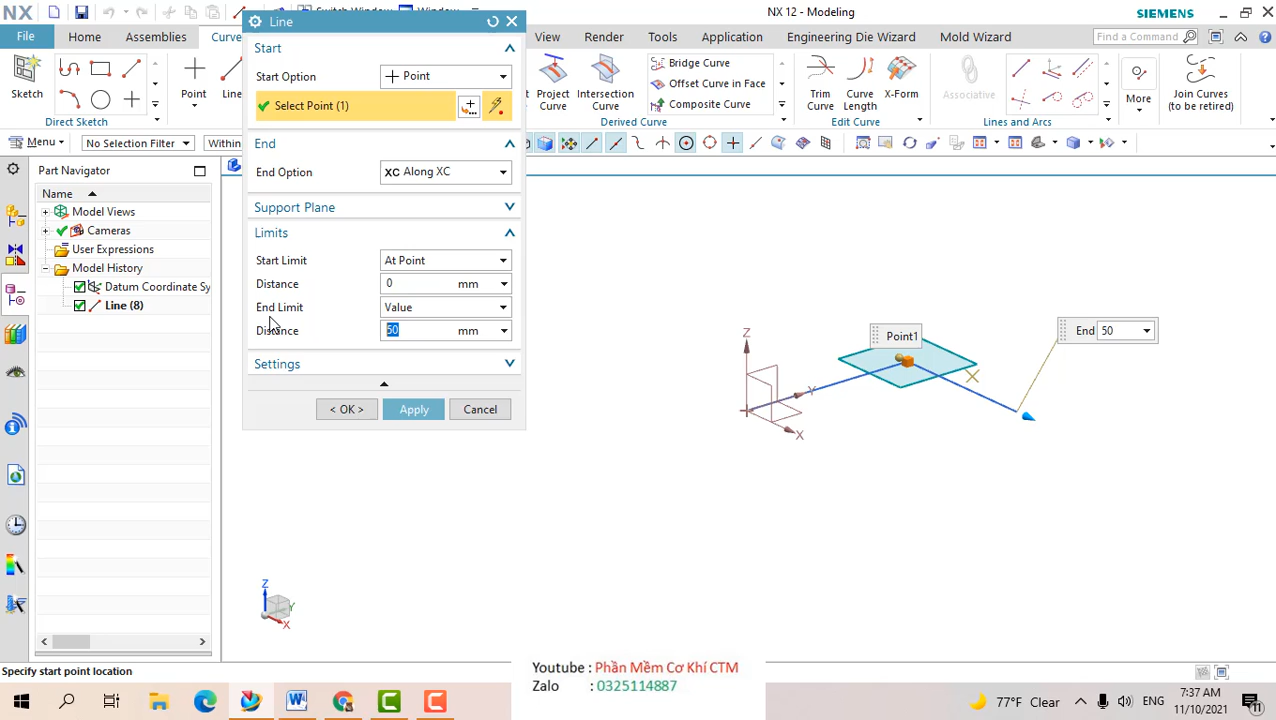 NX
Switch Window
Window
NX 12 - Modeling
SIEMENS
File
Home
Assemblies
Curve
View
Render
Tools
Application
Engineering Die Wizard
Mold Wizard
Find a Command
Sketch
Direct Sketch
Point
Line
Project Curve
Intersection Curve
Bridge Curve
Offset Curve in Face
Composite Curve
Derived Curve
Trim Curve
Curve Length
X-Form
Edit Curve
Lines and Arcs
More
Join Curves (to be retired)
Menu
No Selection Filter
Within
Part Navigator
Name
Model Views
Cameras
User Expressions
Model History
Datum Coordinate Sy
Line (8)
Line
Start
Start Option
Point
Select Point (1)
End
End Option
XC Along XC
Support Plane
Limits
Start Limit
At Point
Distance
0 mm
End Limit
Value
Distance
50 mm
Settings
< OK >
Apply
Cancel
Z
Y
X
Point1
End 50
Z
Y
X
Specify start point location
Youtube : Phần Mềm Cơ Khí CTM
Zalo : 0325114887
77°F Clear
ENG
7:37 AM
11/10/2021